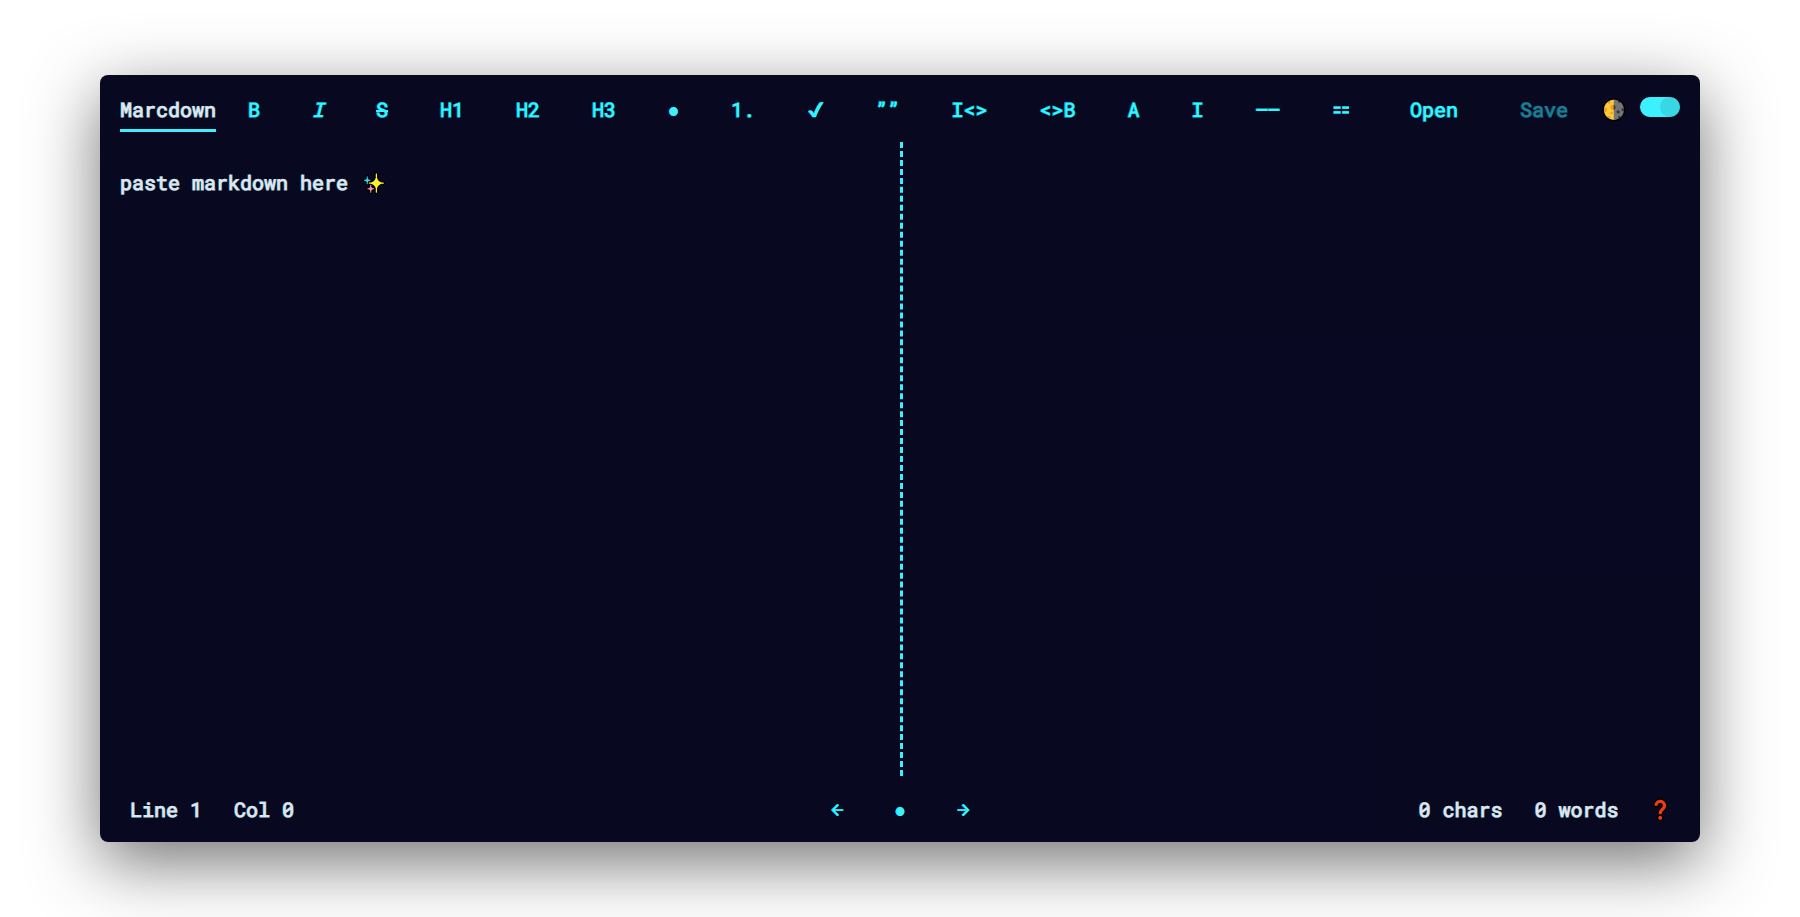 Marcdown B I S H1 H2 H3 ● 1. ✓ ”” I<> <>B A I —— == Open Save 🌗
paste markdown here ✨
Line 1 Col 0 ← ● → 0 chars 0 words ❓